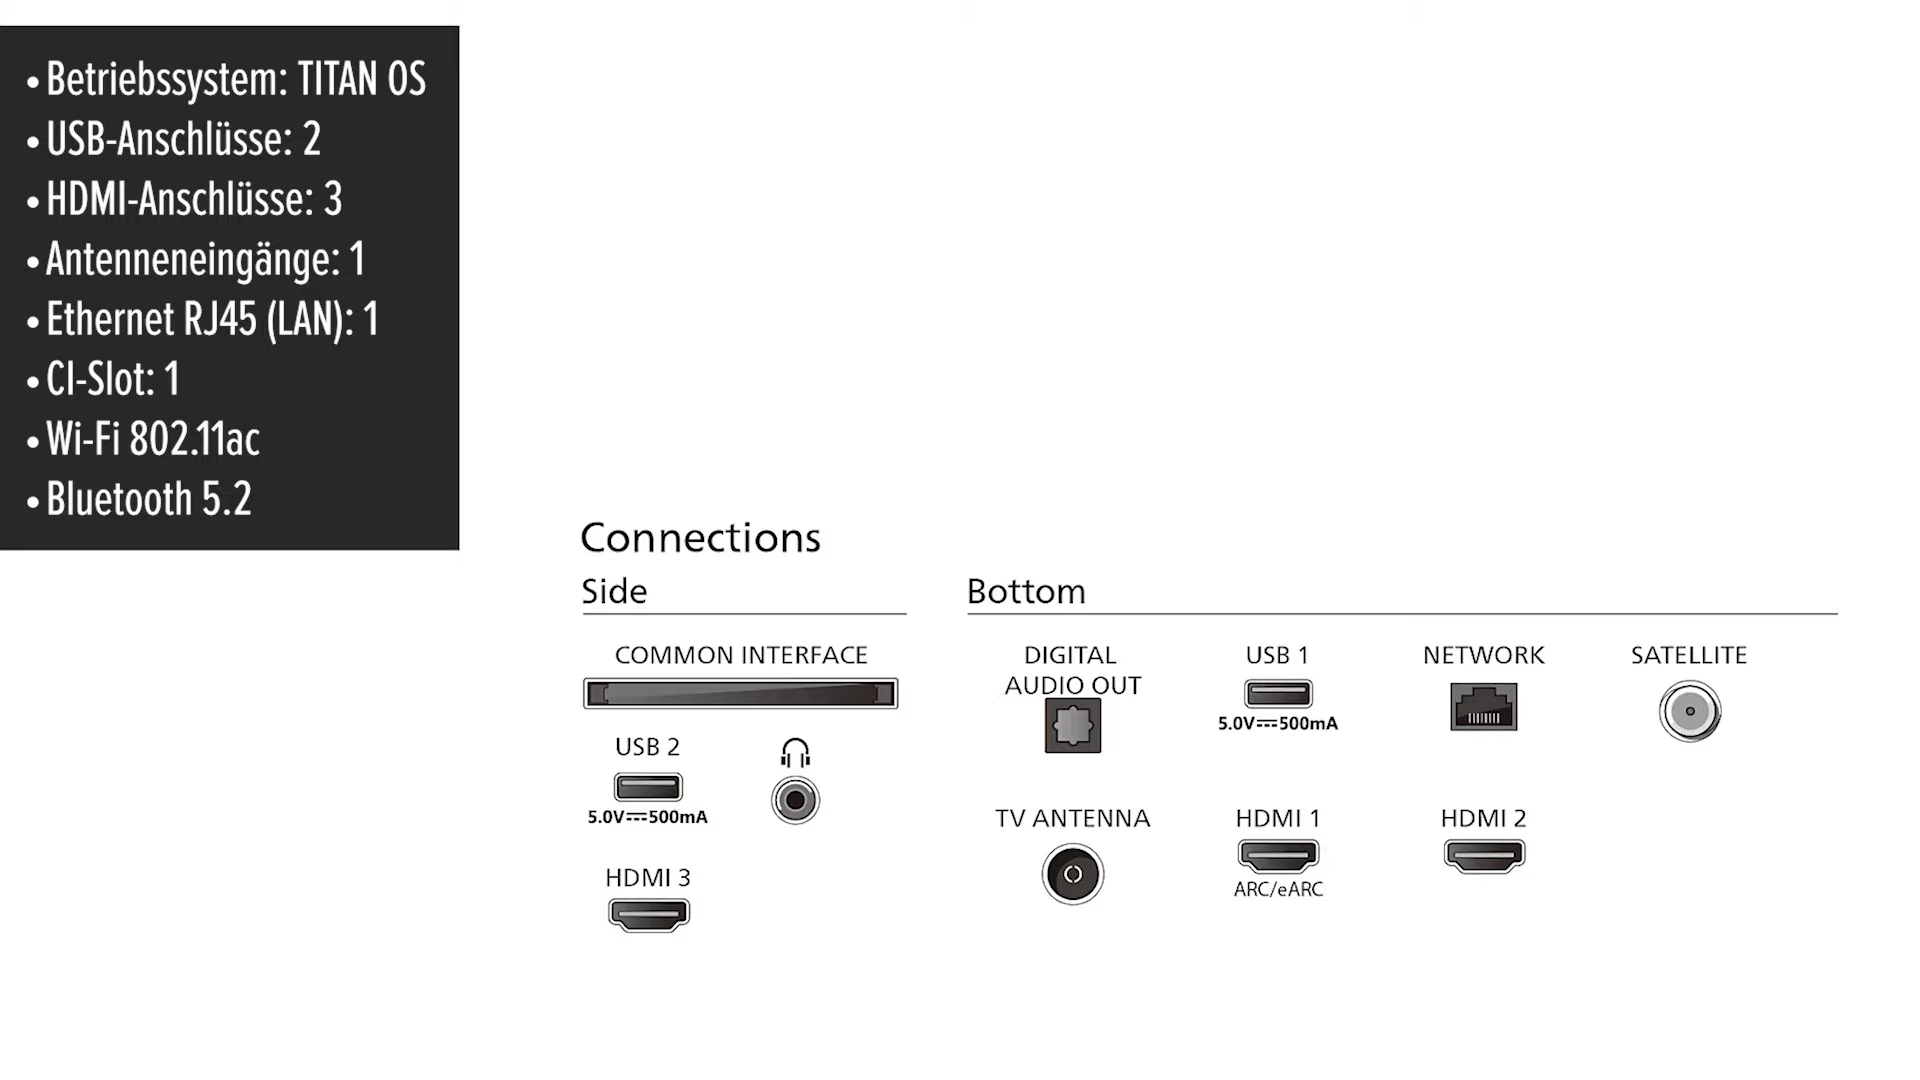 • Betriebssystem: TITAN OS
• USB-Anschlüsse: 2
• HDMI-Anschlüsse: 3
• Antenneneingänge: 1
• Ethernet RJ45 (LAN): 1
• CI-Slot: 1
• Wi-Fi 802.11ac
• Bluetooth 5.2
Connections
Side
COMMON INTERFACE
USB 2
5.0V⎓500mA
HDMI 3
Bottom
DIGITAL
AUDIO OUT
USB 1
5.0V⎓500mA
NETWORK
SATELLITE
TV ANTENNA
HDMI 1
ARC/eARC
HDMI 2